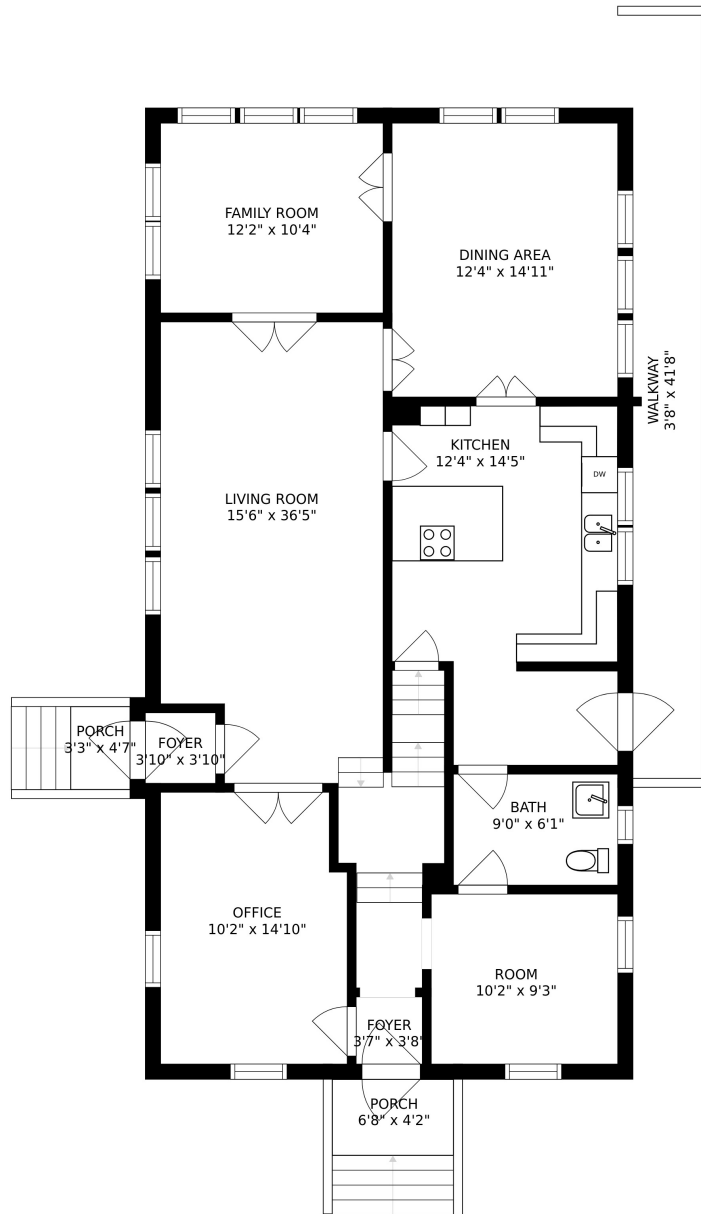 FAMILY ROOM
12'2" x 10'4"
DINING AREA
12'4" x 14'11"
WALKWAY
3'8" x 41'8"
KITCHEN
12'4" x 14'5"
DW
LIVING ROOM
15'6" x 36'5"
PORCH
3'3" x 4'7"
FOYER
3'10" x 3'10"
BATH
9'0" x 6'1"
OFFICE
10'2" x 14'10"
ROOM
10'2" x 9'3"
FOYER
3'7" x 3'8"
PORCH
6'8" x 4'2"